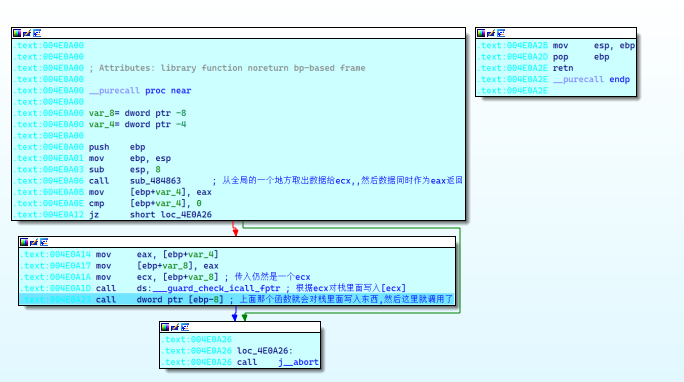 .text:004E0A00
.text:004E0A00
.text:004E0A00 ; Attributes: library function noreturn bp-based frame
.text:004E0A00
.text:004E0A00 __purecall proc near
.text:004E0A00
.text:004E0A00 var_8= dword ptr -8
.text:004E0A00 var_4= dword ptr -4
.text:004E0A00
.text:004E0A00 push ebp
.text:004E0A01 mov ebp, esp
.text:004E0A03 sub esp, 8
.text:004E0A06 call sub_484863 ; 从全局的一个地方取出数据给ecx,,然后数据同时作为eax返回
.text:004E0A0B mov [ebp+var_4], eax
.text:004E0A0E cmp [ebp+var_4], 0
.text:004E0A12 jz short loc_4E0A26
.text:004E0A2B mov esp, ebp
.text:004E0A2D pop ebp
.text:004E0A2E retn
.text:004E0A2E __purecall endp
.text:004E0A2E
.text:004E0A14 mov eax, [ebp+var_4]
.text:004E0A17 mov [ebp+var_8], eax
.text:004E0A1A mov ecx, [ebp+var_8] ; 传入仍然是一个ecx
.text:004E0A1D call ds:___guard_check_icall_fptr ; 根据ecx对栈里面写入[ecx]
.text:004E0A23 call dword ptr [ebp-8] ; 上面那个函数就会对栈里面写入东西,然后这里就调用了
.text:004E0A26
.text:004E0A26 loc_4E0A26:
.text:004E0A26 call j__abort